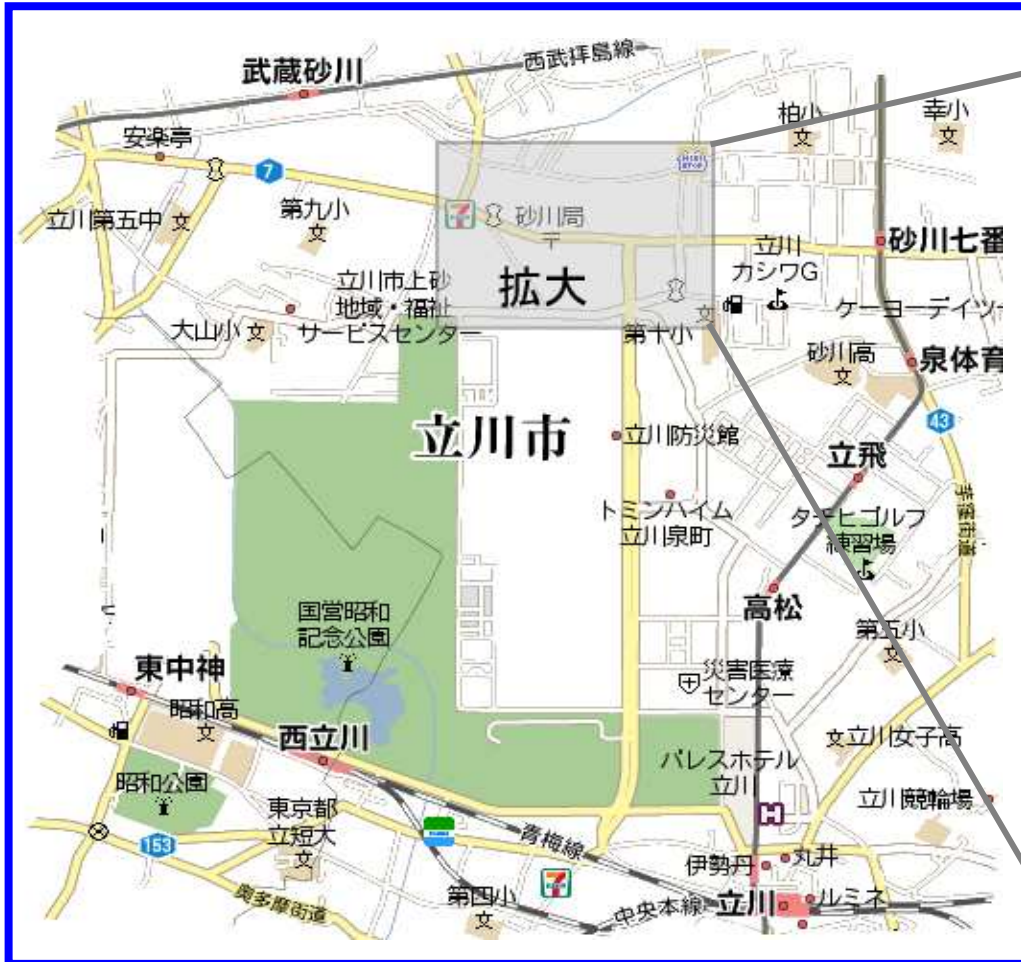 西武拝島線
武蔵砂川
柏小
幸小
安楽亭
7
立川第五中
第九小
砂川局
立川
カシワG
砂川七番
拡大
立川市上砂
地域・福祉
サービスセンター
大山小
第十小
ケーヨーデイツー
砂川高
泉体育
43
立川市
立川防災館
立飛
トミンハイム
立川泉町
タチヒゴルフ
練習場
芋窪街道
高松
国営昭和
記念公園
第五小
東中神
災害医療
センター
昭和高
西立川
パレスホテル
立川
立川女子高
昭和公園
東京都
立短大
立川競輪場
153
青梅線
伊勢丹
丸井
第四小
奥多摩街道
中央本線
立川
ルミネ